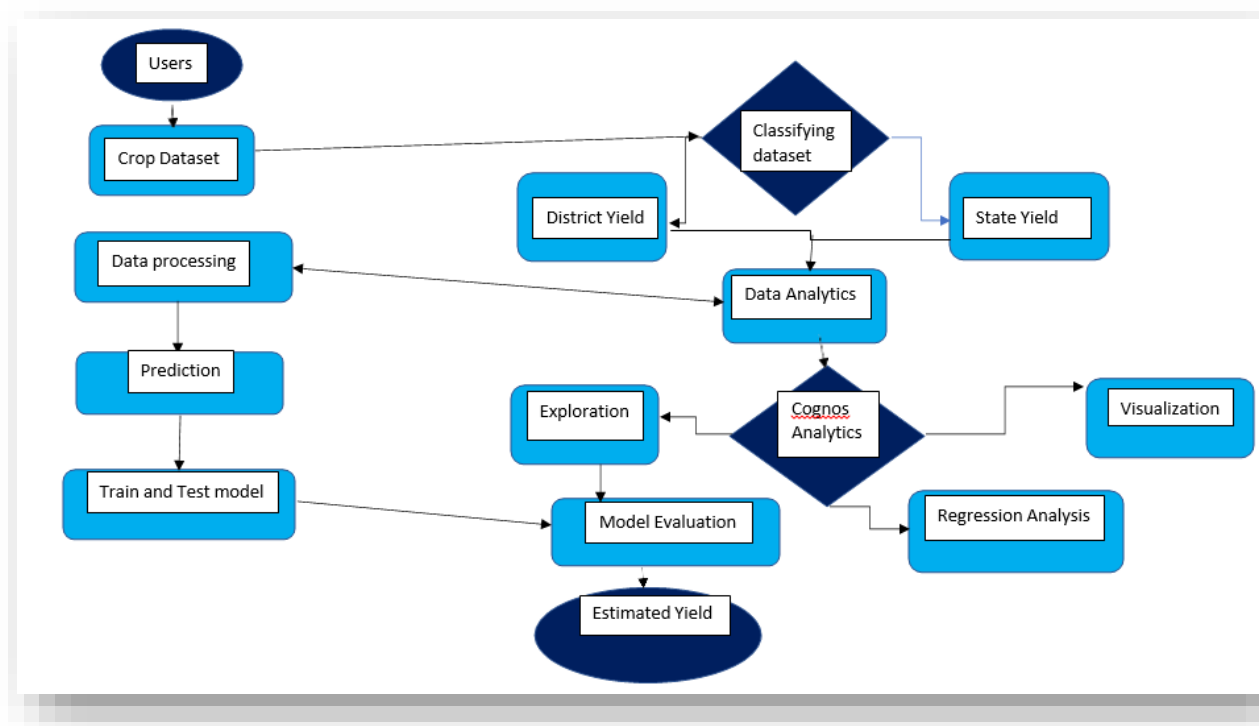 Users
Crop Dataset
Classifying
dataset
District Yield
State Yield
Data processing
Data Analytics
Prediction
Exploration
Cognos
Analytics
Visualization
Train and Test model
Model Evaluation
Regression Analysis
Estimated Yield